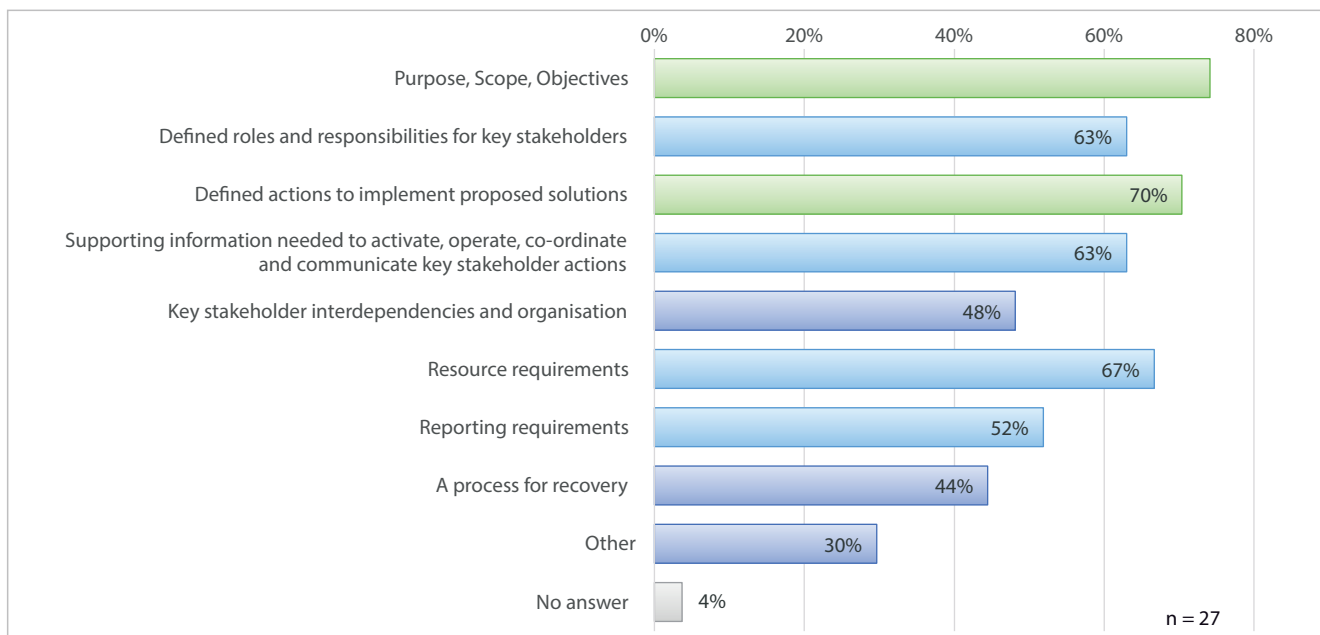 0% 20% 40% 60% 80%
Purpose, Scope, Objectives
Defined roles and responsibilities for key stakeholders 63%
Defined actions to implement proposed solutions 70%
Supporting information needed to activate, operate, co-ordinate
and communicate key stakeholder actions 63%
Key stakeholder interdependencies and organisation 48%
Resource requirements 67%
Reporting requirements 52%
A process for recovery 44%
Other 30%
No answer 4%
n = 27